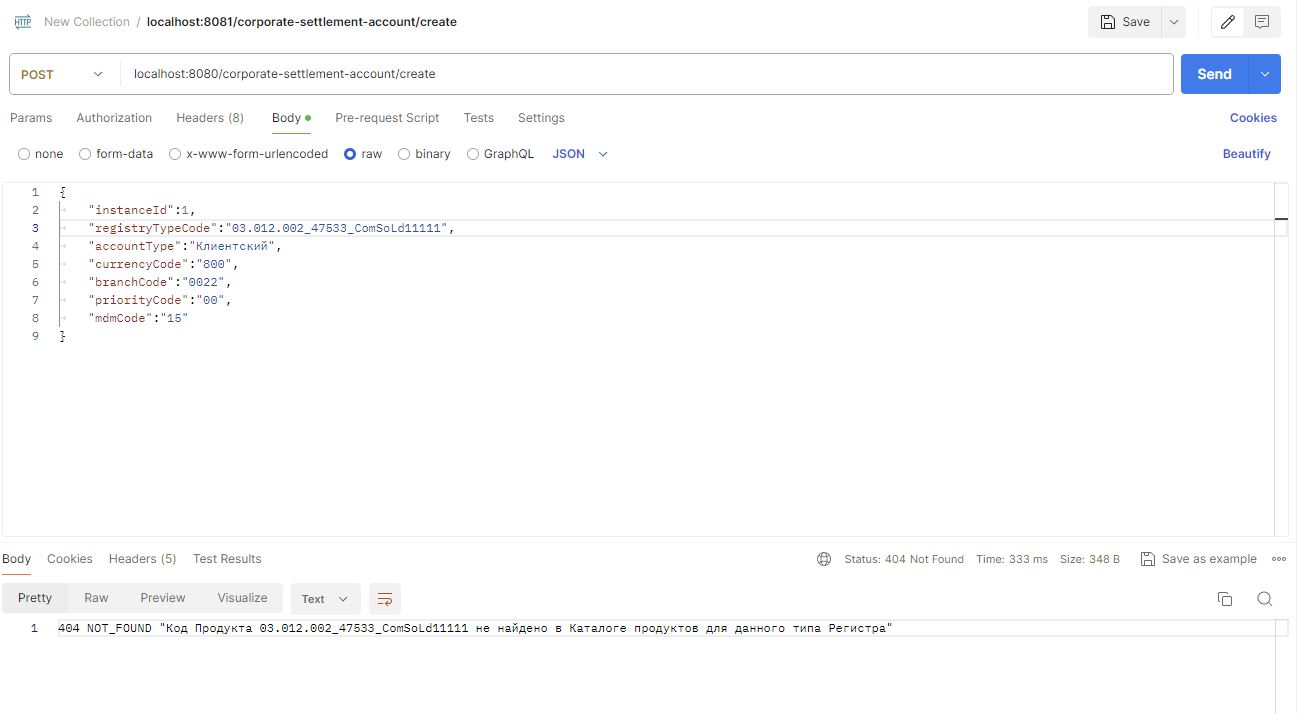 HTTP New Collection / localhost:8081/corporate-settlement-account/create Save
POST localhost:8080/corporate-settlement-account/create Send
Params Authorization Headers (8) Body Pre-request Script Tests Settings Cookies
none form-data x-www-form-urlencoded raw binary GraphQL JSON Beautify
1 {
2 "instanceId":1,
3 "registryTypeCode":"03.012.002_47533_ComSoLd11111",
4 "accountType":"Клиентский",
5 "currencyCode":"800",
6 "branchCode":"0022",
7 "priorityCode":"00",
8 "mdmCode":"15"
9 }
Body Cookies Headers (5) Test Results Status: 404 Not Found Time: 333 ms Size: 348 B Save as example
Pretty Raw Preview Visualize Text
1 404 NOT_FOUND "Код Продукта 03.012.002_47533_ComSoLd11111 не найдено в Каталоге продуктов для данного типа Регистра"